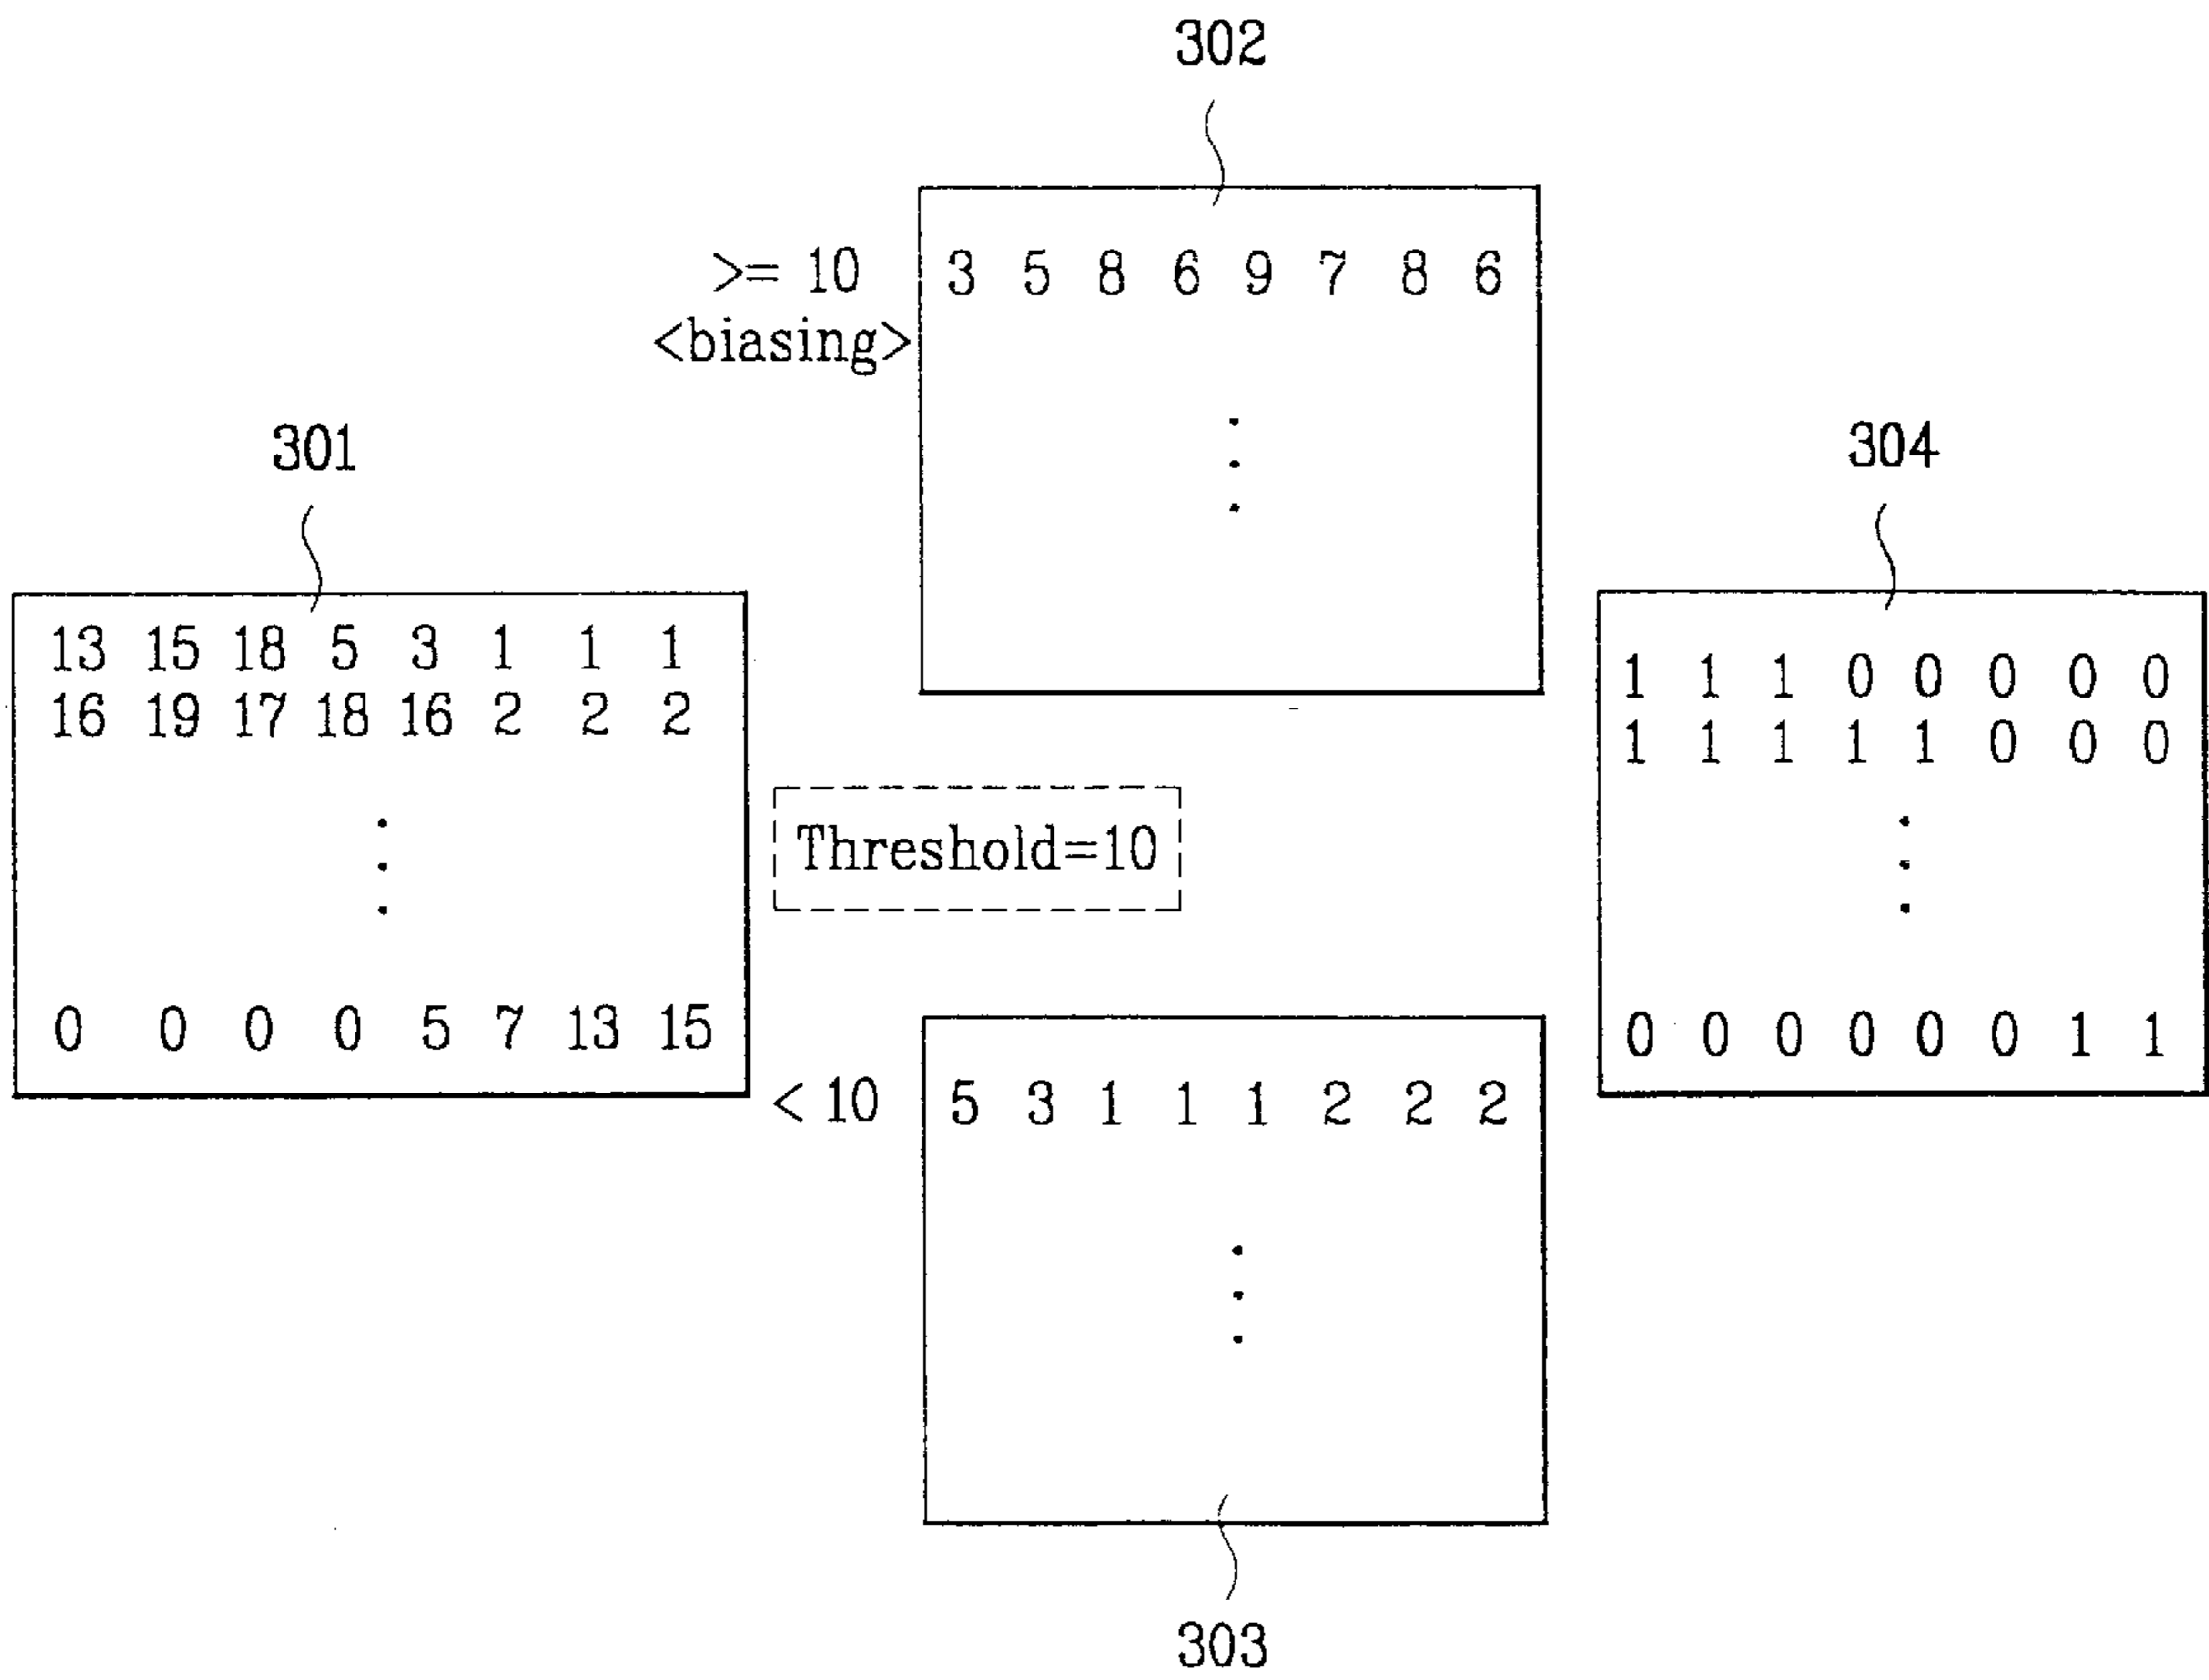 302
>= 10
<biasing>
3 5 8 6 9 7 8 6
301
13 15 18 5 3 1 1 1
16 19 17 18 16 2 2 2
0 0 0 0 5 7 13 15
Threshold=10
304
1 1 1 0 0 0 0 0
1 1 1 1 1 0 0 0
0 0 0 0 0 0 1 1
< 10
5 3 1 1 1 2 2 2
303